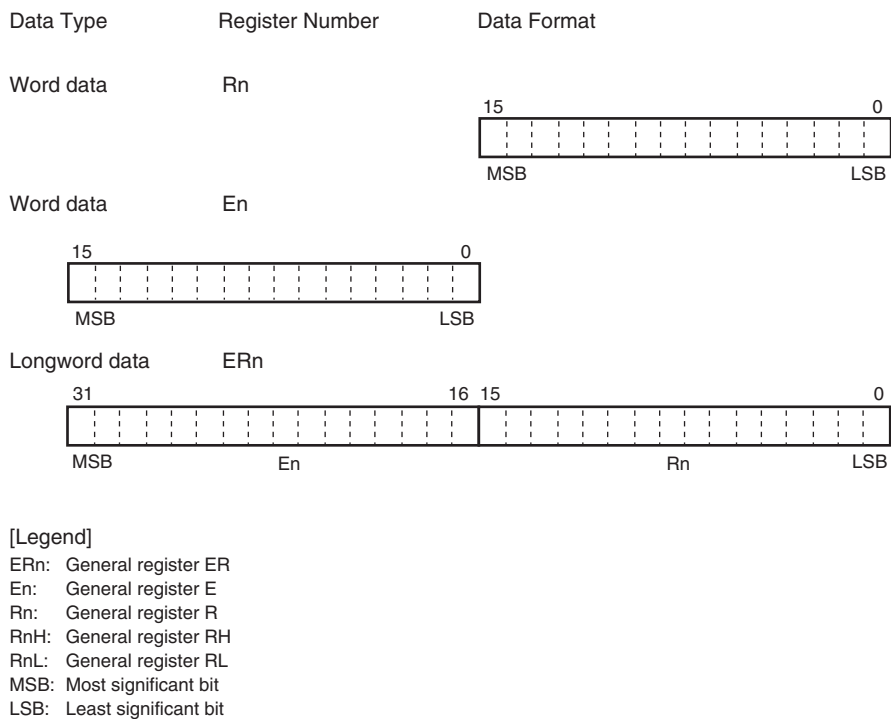 Data Type Register Number Data Format
Word data Rn
15 0
MSB LSB
Word data En
15 0
MSB LSB
Longword data ERn
31 16 15 0
MSB En Rn LSB
[Legend]
ERn: General register ER
En: General register E
Rn: General register R
RnH: General register RH
RnL: General register RL
MSB: Most significant bit
LSB: Least significant bit